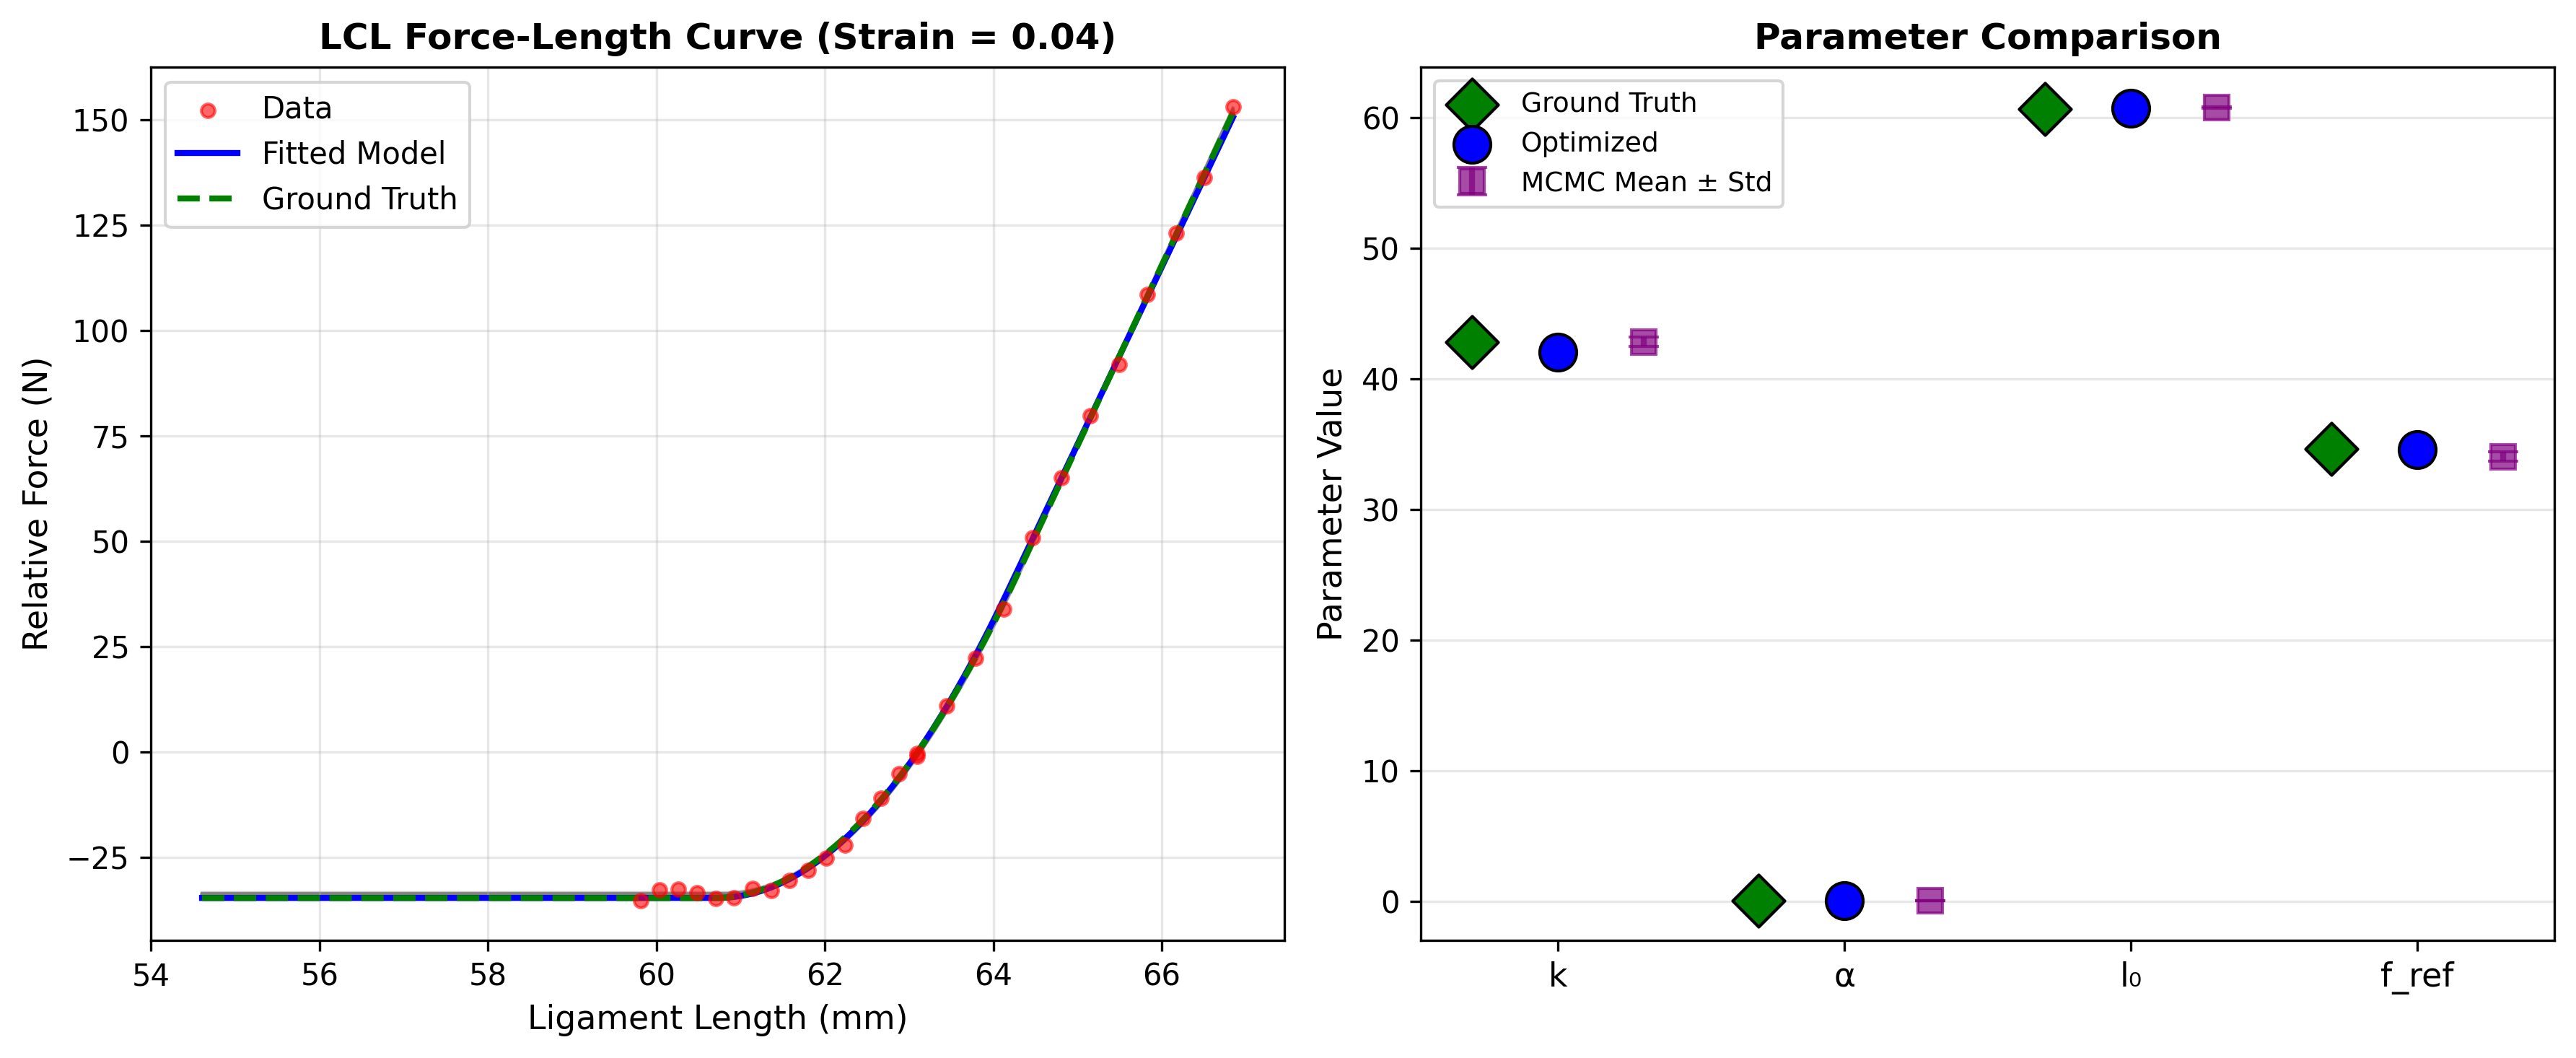 LCL Force-Length Curve (Strain = 0.04)
Data
Fitted Model
Ground Truth
150
125
100
75
50
25
0
−25
Relative Force (N)
54
56
58
60
62
64
66
Ligament Length (mm)
Parameter Comparison
Ground Truth
Optimized
MCMC Mean ± Std
60
50
40
30
20
10
0
Parameter Value
k
α
l₀
f_ref